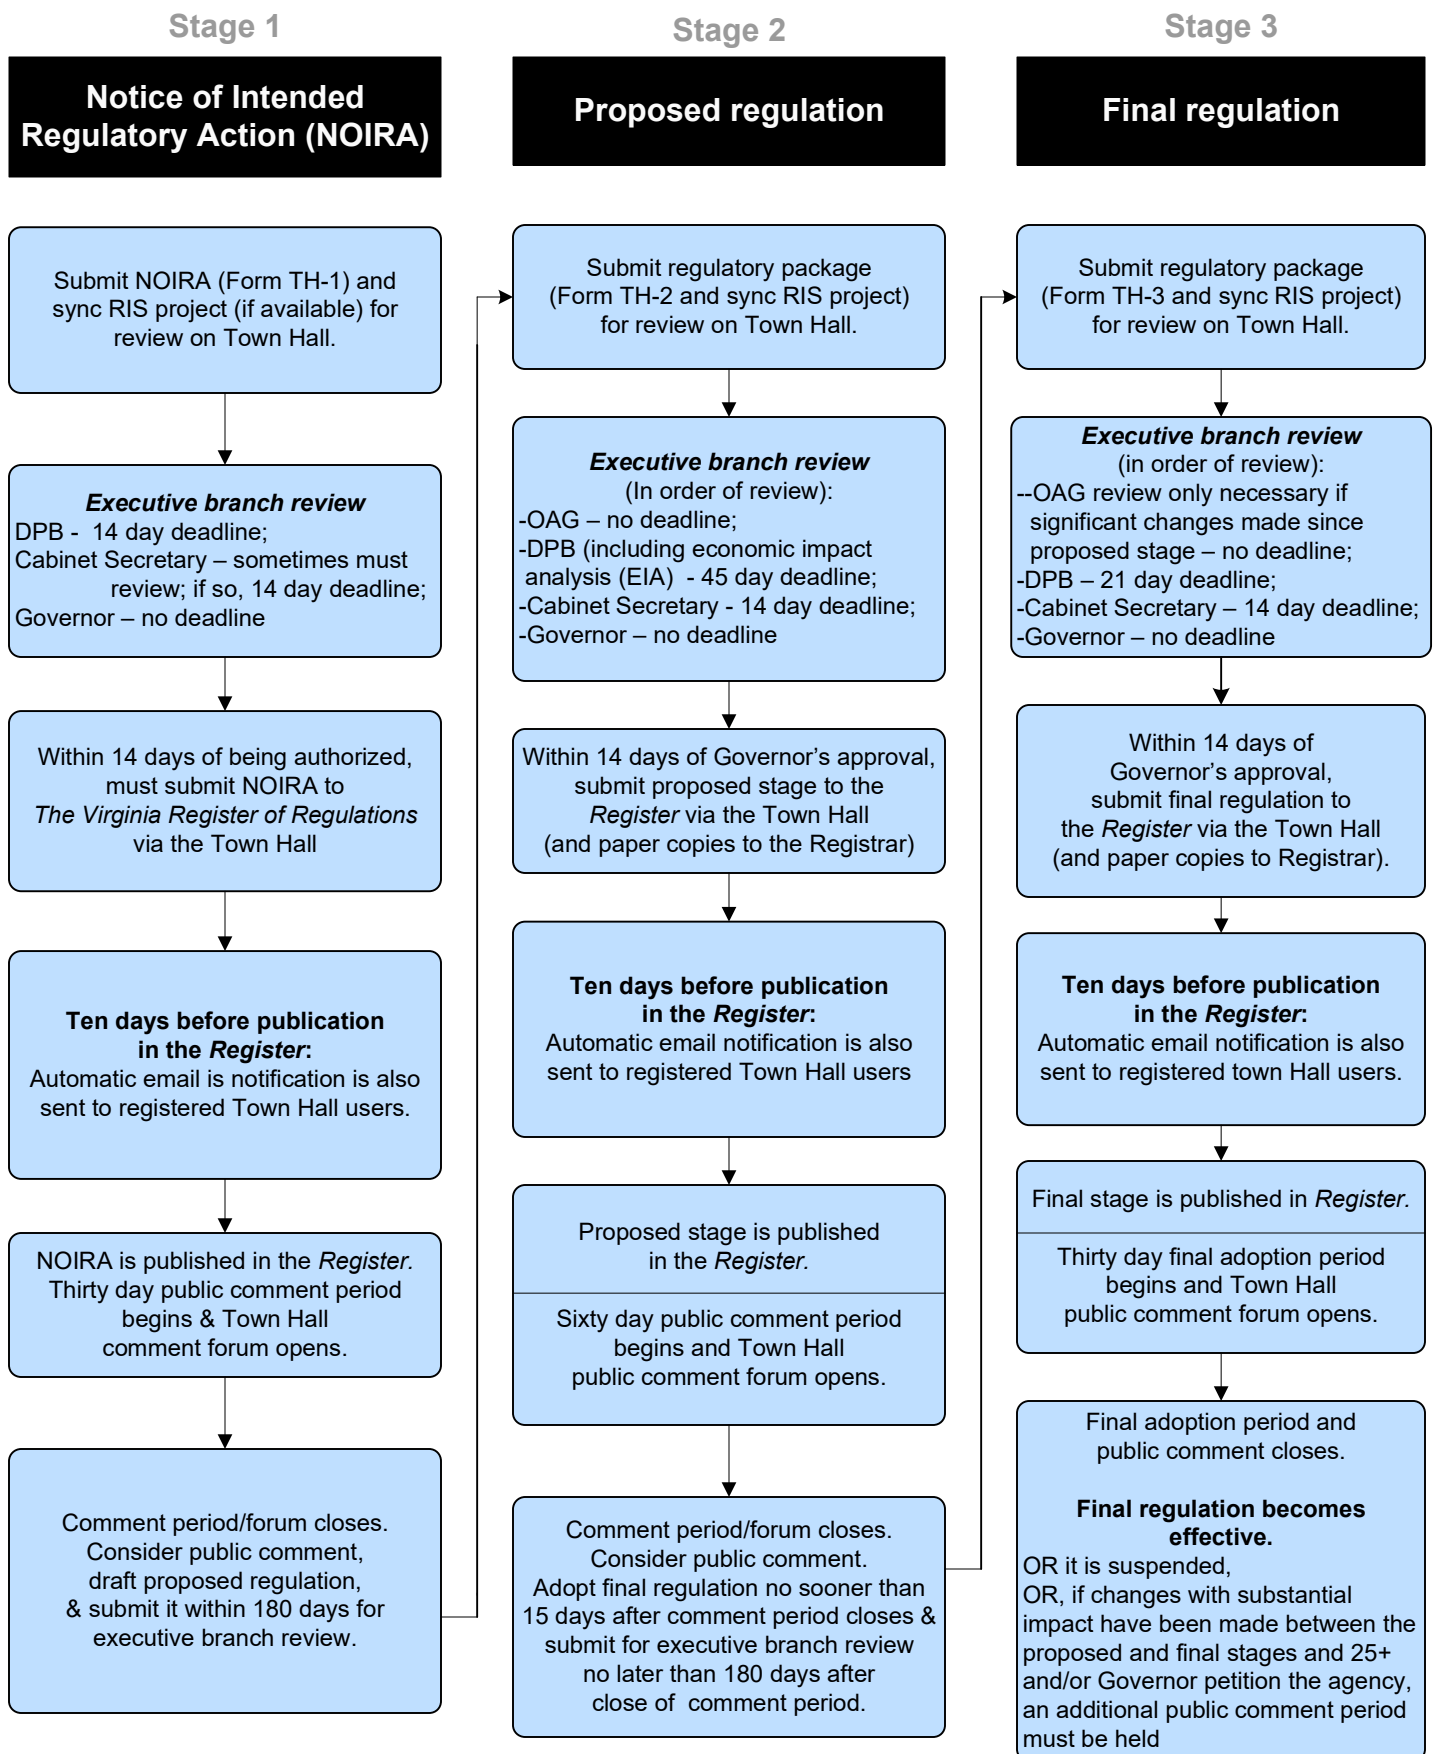 Stage 1
Notice of Intended
Regulatory Action (NOIRA)
Submit NOIRA (Form TH-1) and
sync RIS project (if available) for
review on Town Hall.
Executive branch review
DPB -  14 day deadline;
Cabinet Secretary – sometimes must
review; if so, 14 day deadline;
Governor – no deadline
Within 14 days of being authorized,
must submit NOIRA to
The Virginia Register of Regulations
via the Town Hall
Ten days before publication
in the Register:
Automatic email is notification is also
sent to registered Town Hall users.
NOIRA is published in the Register.
Thirty day public comment period
begins & Town Hall
comment forum opens.
Comment period/forum closes.
Consider public comment,
draft proposed regulation,
& submit it within 180 days for
executive branch review.
Stage 2
Proposed regulation
Submit regulatory package
(Form TH-2 and sync RIS project)
for review on Town Hall.
Executive branch review
(In order of review):
-OAG – no deadline;
-DPB (including economic impact
analysis (EIA)  - 45 day deadline;
-Cabinet Secretary - 14 day deadline;
-Governor – no deadline
Within 14 days of Governor’s approval,
submit proposed stage to the
Register via the Town Hall
(and paper copies to the Registrar)
Ten days before publication
in the Register:
Automatic email notification is also
sent to registered Town Hall users
Proposed stage is published
in the Register.
Sixty day public comment period
begins and Town Hall
public comment forum opens.
Comment period/forum closes.
Consider public comment.
Adopt final regulation no sooner than
15 days after comment period closes &
submit for executive branch review
no later than 180 days after
close of  comment period.
Stage 3
Final regulation
Submit regulatory package
(Form TH-3 and sync RIS project)
for review on Town Hall.
Executive branch review
(in order of review):
--OAG review only necessary if
significant changes made since
proposed stage – no deadline;
-DPB – 21 day deadline;
-Cabinet Secretary – 14 day deadline;
-Governor – no deadline
Within 14 days of
Governor’s approval,
submit final regulation to
the Register via the Town Hall
(and paper copies to Registrar).
Ten days before publication
in the Register:
Automatic email notification is also
sent to registered town Hall users.
Final stage is published in Register.
Thirty day final adoption period
begins and Town Hall
public comment forum opens.
Final adoption period and
public comment closes.
Final regulation becomes
effective.
OR it is suspended,
OR, if changes with substantial
impact have been made between the
proposed and final stages and 25+
and/or Governor petition the agency,
an additional public comment period
must be held